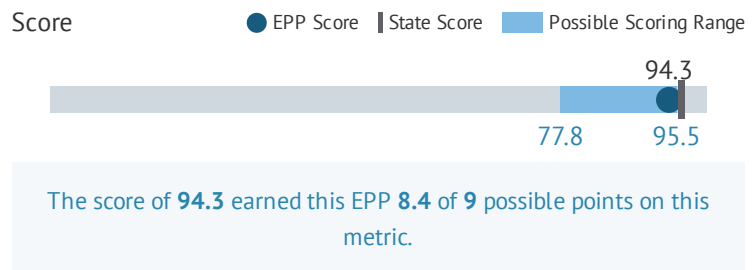 Score
EPP Score
State Score
Possible Scoring Range
94.3
77.8
95.5
The score of 94.3 earned this EPP 8.4 of 9 possible points on this
metric.